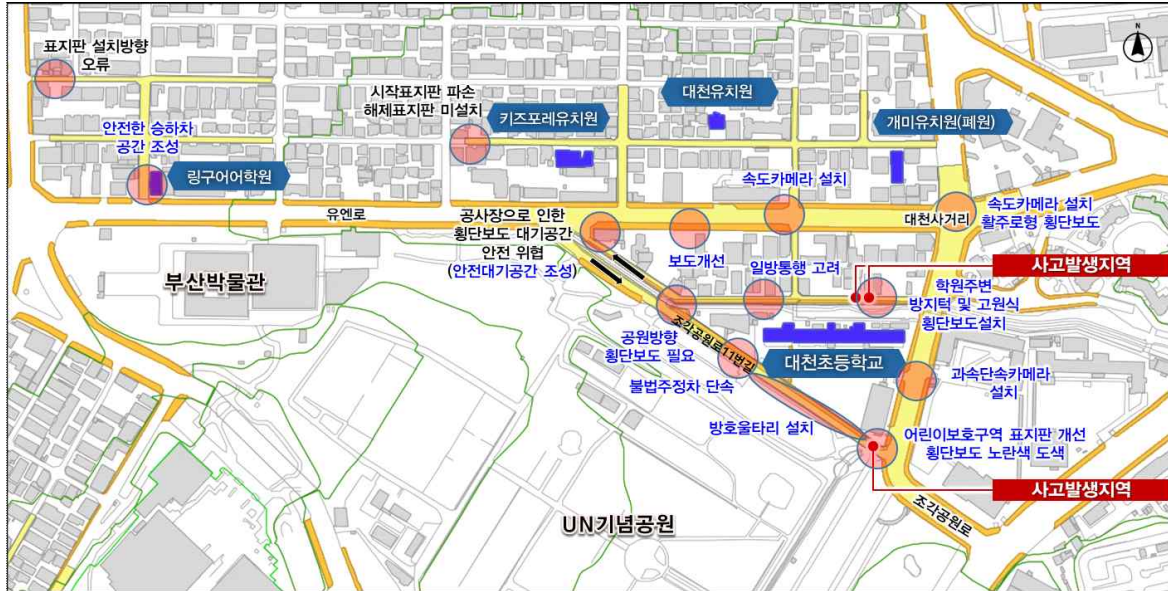 N
표지판 설치방향
오류
시작표지판 파손
해제표지판 미설치
키즈포레유치원
대천유치원
개미유치원(폐원)
안전한 승하차
공간 조성
링구어어학원
속도카메라 설치
유엔로
공사장으로 인한
횡단보도 대기공간
안전 위협
(안전대기공간 조성)
대천사거리
속도카메라 설치
활주로형 횡단보도
보도개선
일방통행 고려
사고발생지역
부산박물관
학원주변
방지턱 및 고원식
횡단보도설치
공원방향
횡단보도 필요
조각공원로11번길
대천초등학교
불법주정차 단속
과속단속카메라
설치
방호울타리 설치
어린이보호구역 표지판 개선
횡단보도 노란색 도색
사고발생지역
UN기념공원
조각공원로